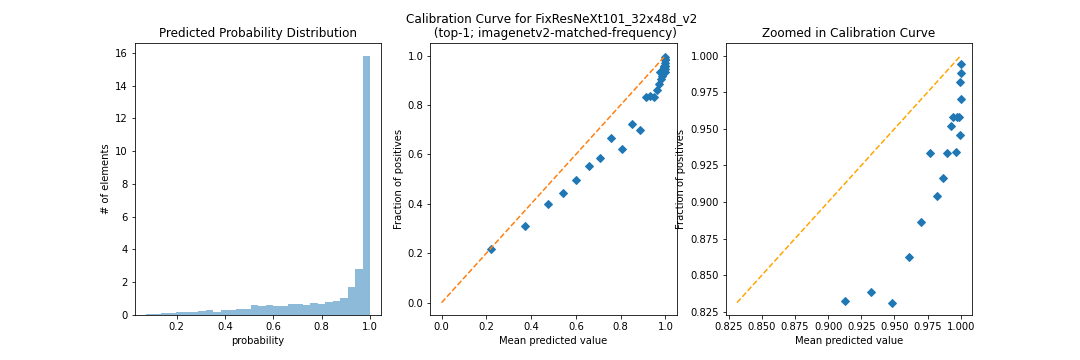 Predicted Probability Distribution
# of elements
16
14
12
10
8
6
4
2
0
0.2 0.4 0.6 0.8 1.0
probability
Calibration Curve for FixResNeXt101_32x48d_v2
(top-1; imagenetv2-matched-frequency)
Fraction of positives
1.0
0.8
0.6
0.4
0.2
0.0
0.0 0.2 0.4 0.6 0.8 1.0
Mean predicted value
Zoomed in Calibration Curve
Fraction of positives
1.000
0.975
0.950
0.925
0.900
0.875
0.850
0.825
0.825 0.850 0.875 0.900 0.925 0.950 0.975 1.000
Mean predicted value